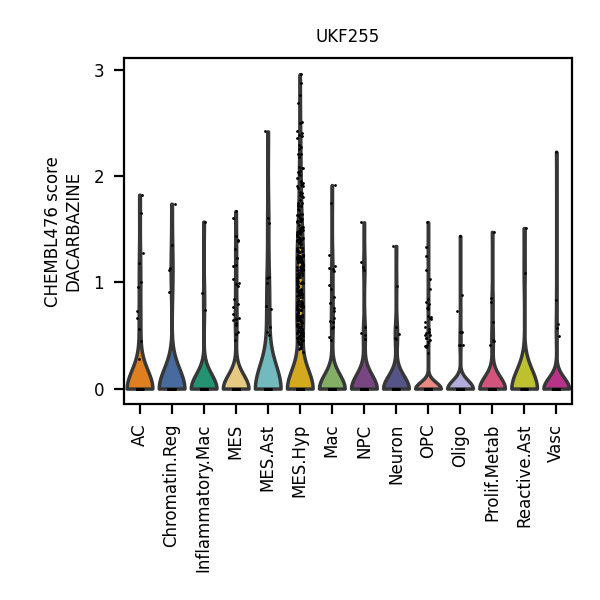 UKF255
CHEMBL476 score
DACARBAZINE
3
2
1
0
AC
Chromatin.Reg
Inflammatory.Mac
MES
MES.Ast
MES.Hyp
Mac
NPC
Neuron
OPC
Oligo
Prolif.Metab
Reactive.Ast
Vasc